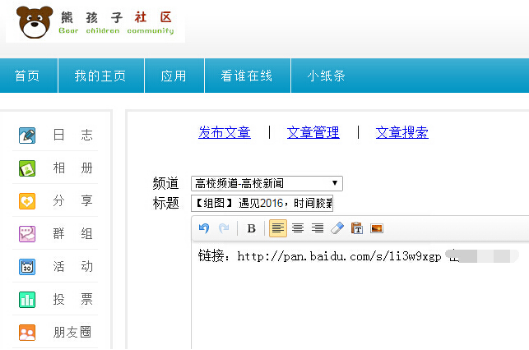 熊孩子社区
Bear children community
首页 我的主页 应用 看谁在线 小纸条
发布文章 | 文章管理 | 文章搜索
日 志
相 册
分 享
群 组
活 动
投 票
朋友圈
频道 高校频道-高校新闻
标题 【组图】遇见2016，时间胶
B
链接：http://pan.baidu.com/s/1i3w9xgp